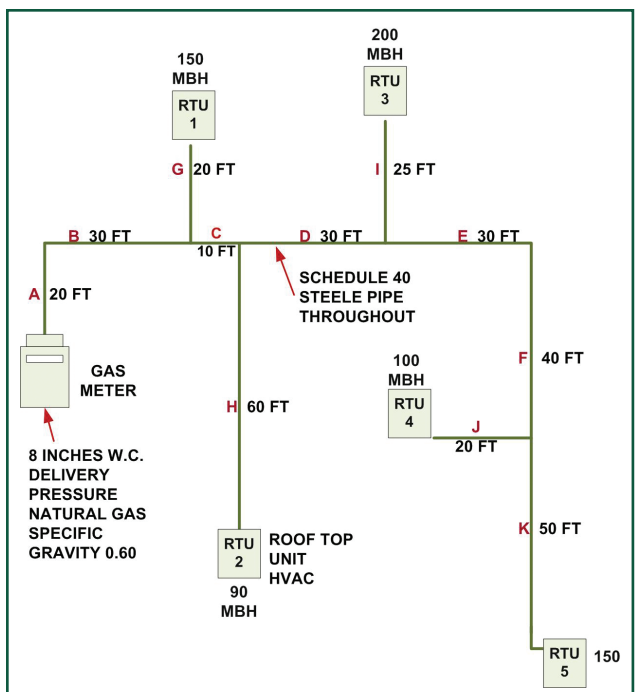 200
MBH
RTU
3
150
MBH
RTU
1
G 20 FT
I 25 FT
B 30 FT
C
10 FT
D 30 FT
E 30 FT
A 20 FT
SCHEDULE 40
STEELE PIPE
THROUGHOUT
GAS
METER
F 40 FT
100
MBH
RTU
4
J
20 FT
H 60 FT
8 INCHES W.C.
DELIVERY
PRESSURE
NATURAL GAS
SPECIFIC
GRAVITY 0.60
K 50 FT
RTU
2
ROOF TOP
UNIT
HVAC
90
MBH
RTU
5
150